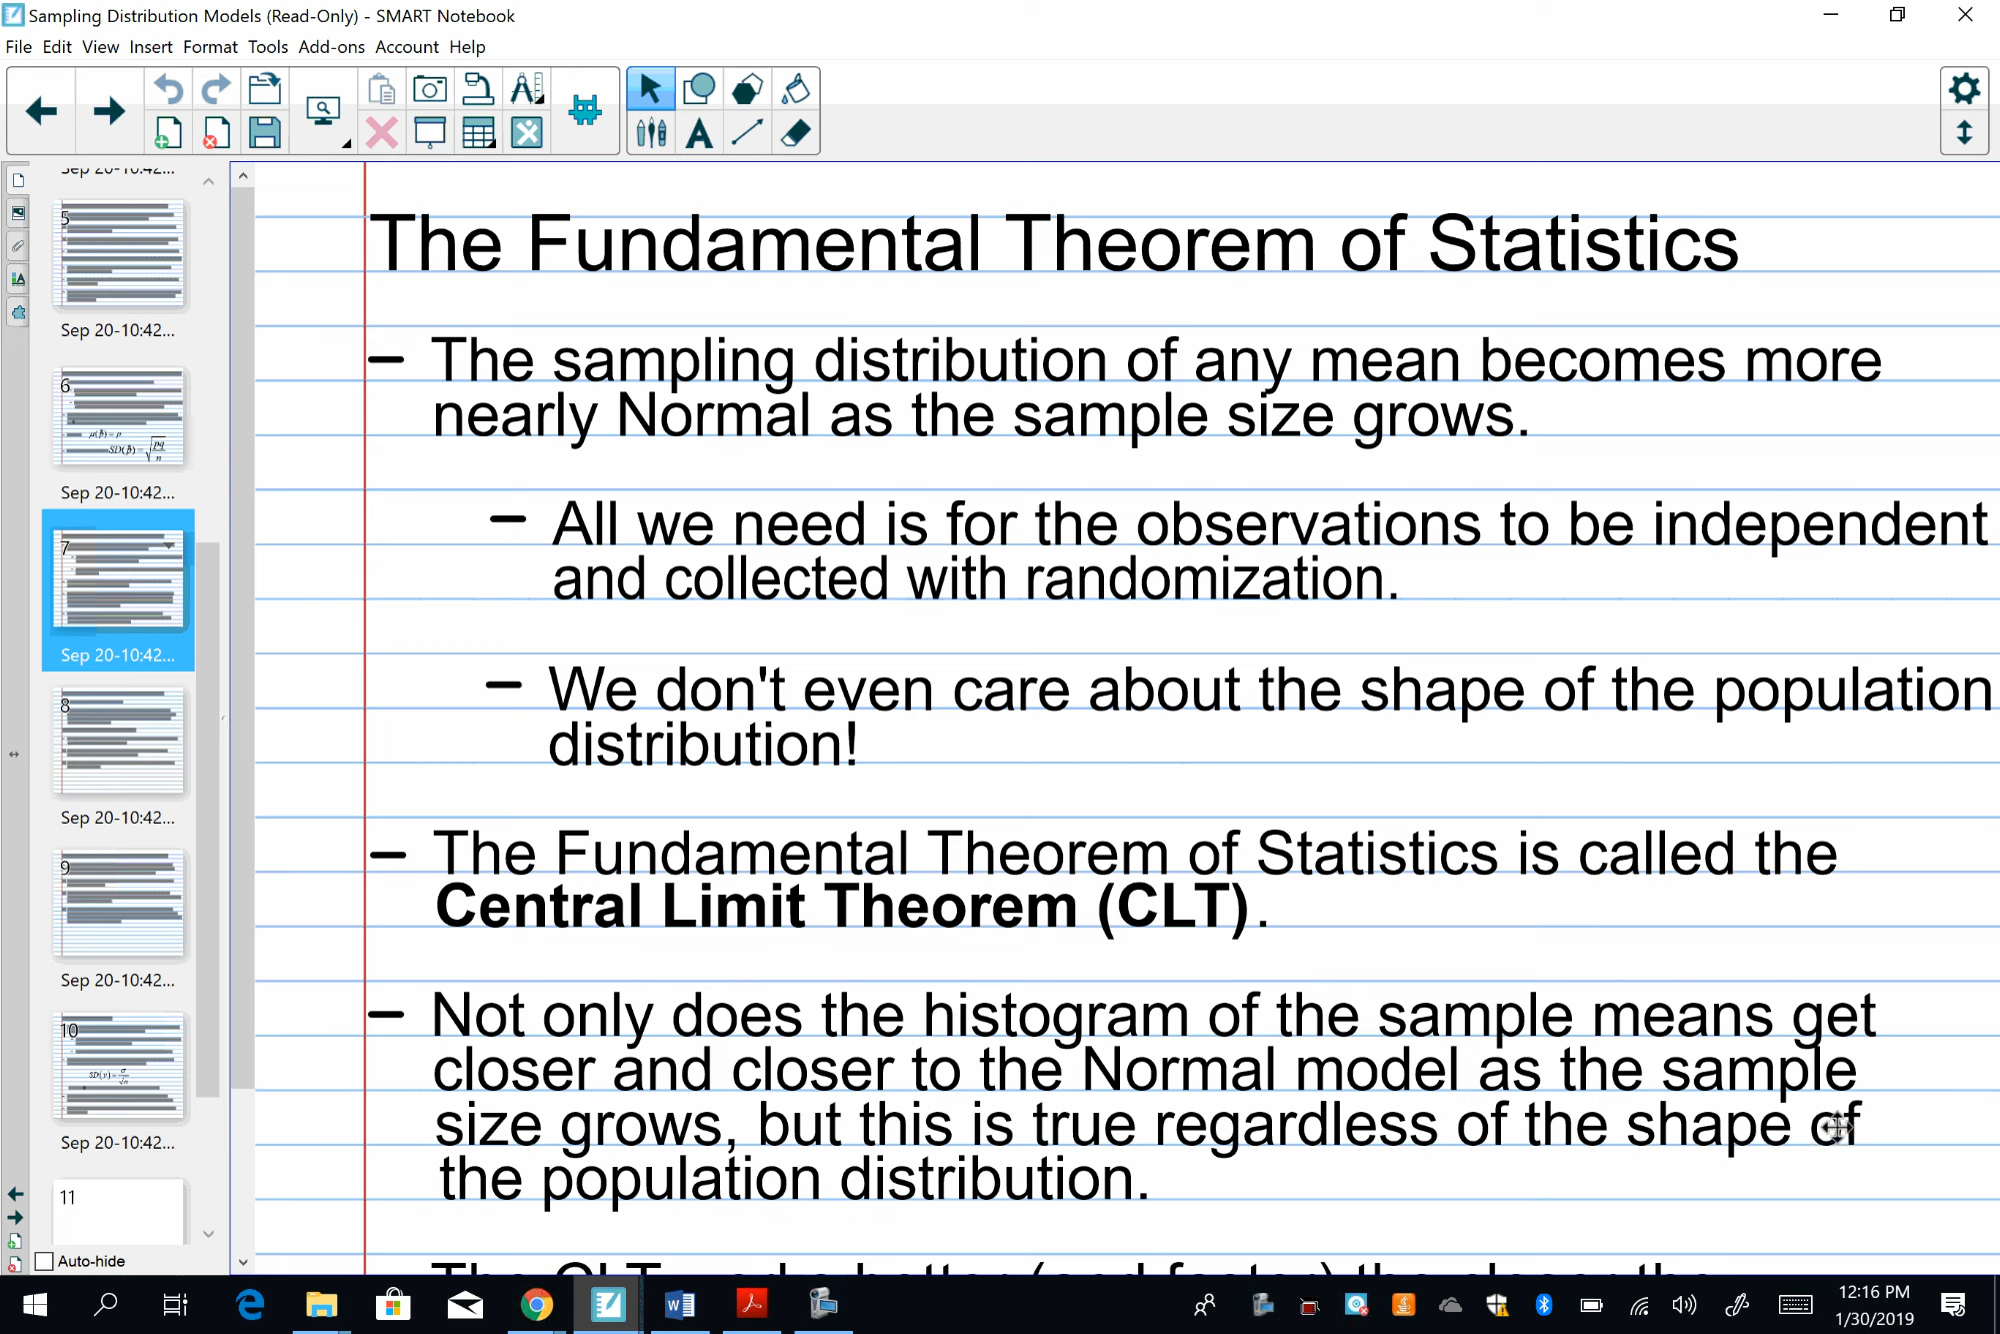 Sampling Distribution Models (Read-Only) - SMART Notebook
File Edit View Insert Format Tools Add-ons Account Help
Sep 20-10:42...
5
Sep 20-10:42...
6
μ(p̂) = p
SD(p̂) = √(pq/n)
Sep 20-10:42...
7
Sep 20-10:42...
8
Sep 20-10:42...
9
Sep 20-10:42...
10
Sep 20-10:42...
11
Auto-hide
The Fundamental Theorem of Statistics
– The sampling distribution of any mean becomes more
nearly Normal as the sample size grows.
– All we need is for the observations to be independent
and collected with randomization.
– We don't even care about the shape of the population
distribution!
– The Fundamental Theorem of Statistics is called the
Central Limit Theorem (CLT).
– Not only does the histogram of the sample means get
closer and closer to the Normal model as the sample
size grows, but this is true regardless of the shape of
the population distribution.
12:16 PM
1/30/2019